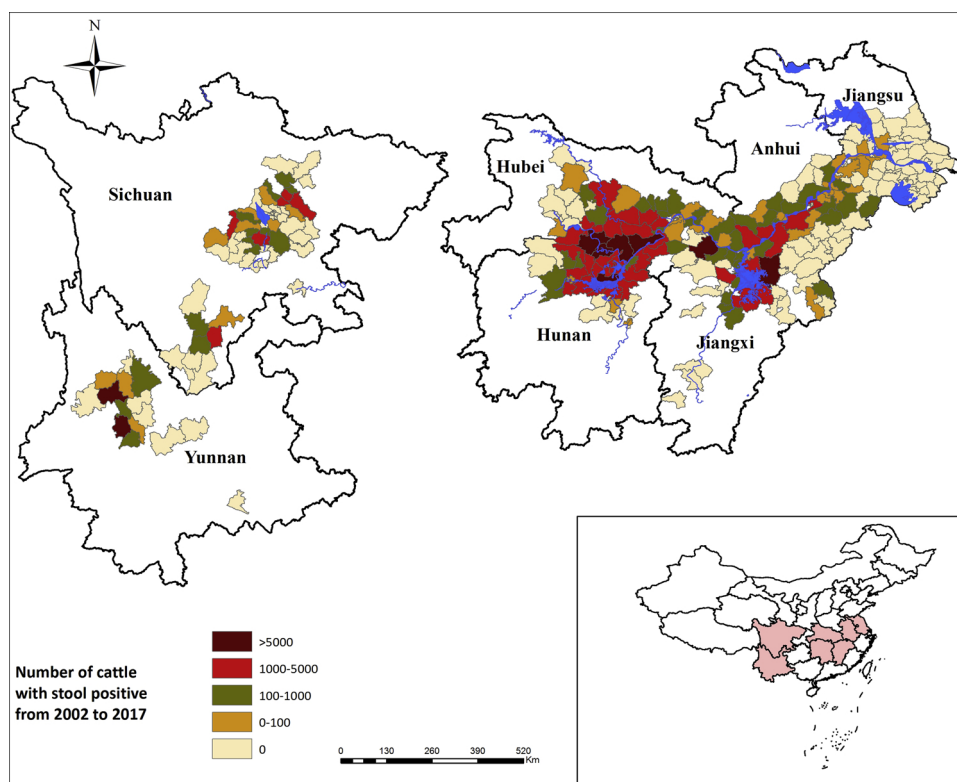 N
Jiangsu
Anhui
Hubei
Sichuan
Hunan
Jiangxi
Yunnan
Number of cattle
with stool positive
from 2002 to 2017
>5000
1000-5000
100-1000
0-100
0
0 130 260 390 520
Km